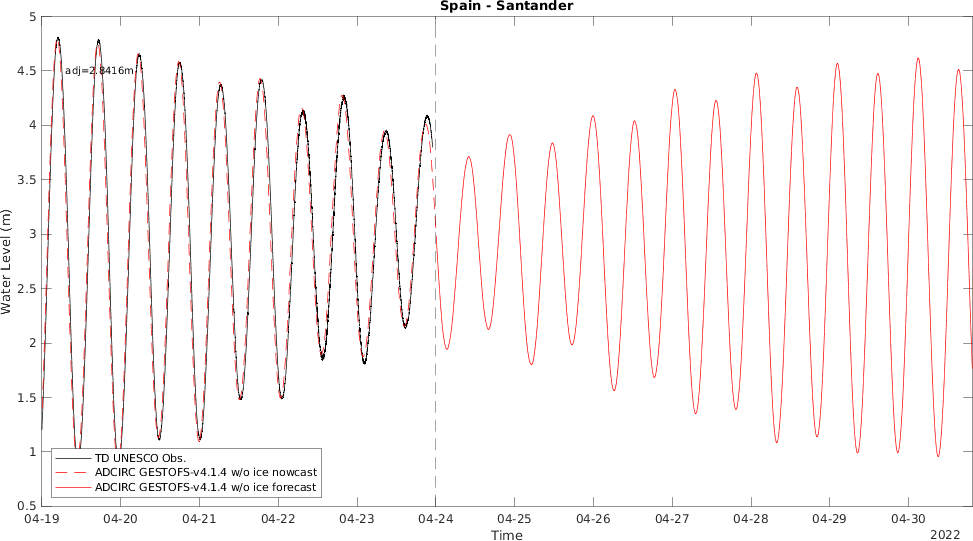 Spain - Santander
adj=2.8416m
Water Level (m)
5
4.5
4
3.5
3
2.5
2
1.5
1
0.5
TD UNESCO Obs.
ADCIRC GESTOFS-v4.1.4 w/o ice nowcast
ADCIRC GESTOFS-v4.1.4 w/o ice forecast
04-19 04-20 04-21 04-22 04-23 04-24 04-25 04-26 04-27 04-28 04-29 04-30
Time
2022